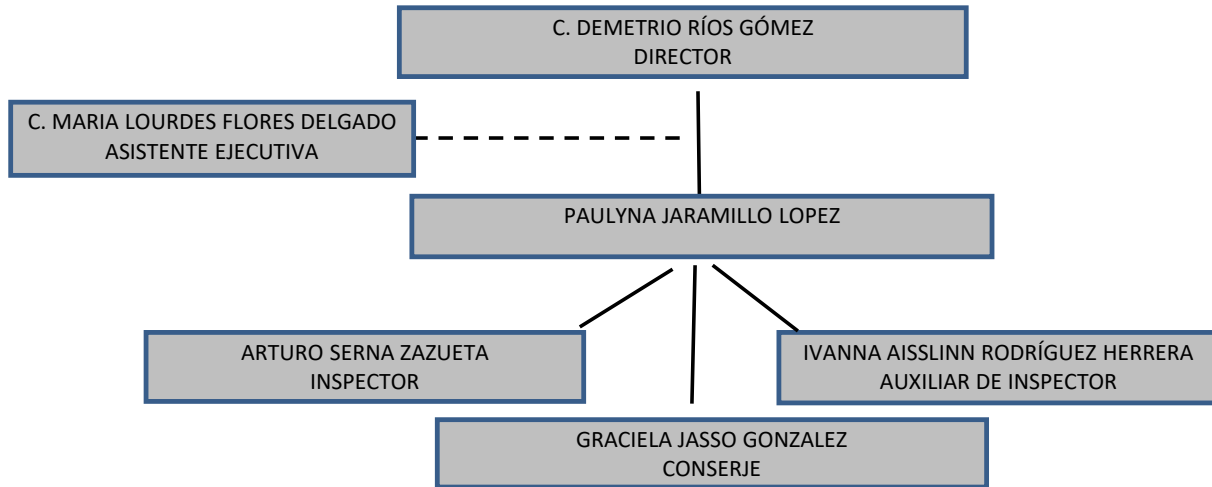 C. DEMETRIO RÍOS GÓMEZ
DIRECTOR
C. MARIA LOURDES FLORES DELGADO
ASISTENTE EJECUTIVA
PAULYNA JARAMILLO LOPEZ
ARTURO SERNA ZAZUETA
INSPECTOR
IVANNA AISSLINN RODRÍGUEZ HERRERA
AUXILIAR DE INSPECTOR
GRACIELA JASSO GONZALEZ
CONSERJE